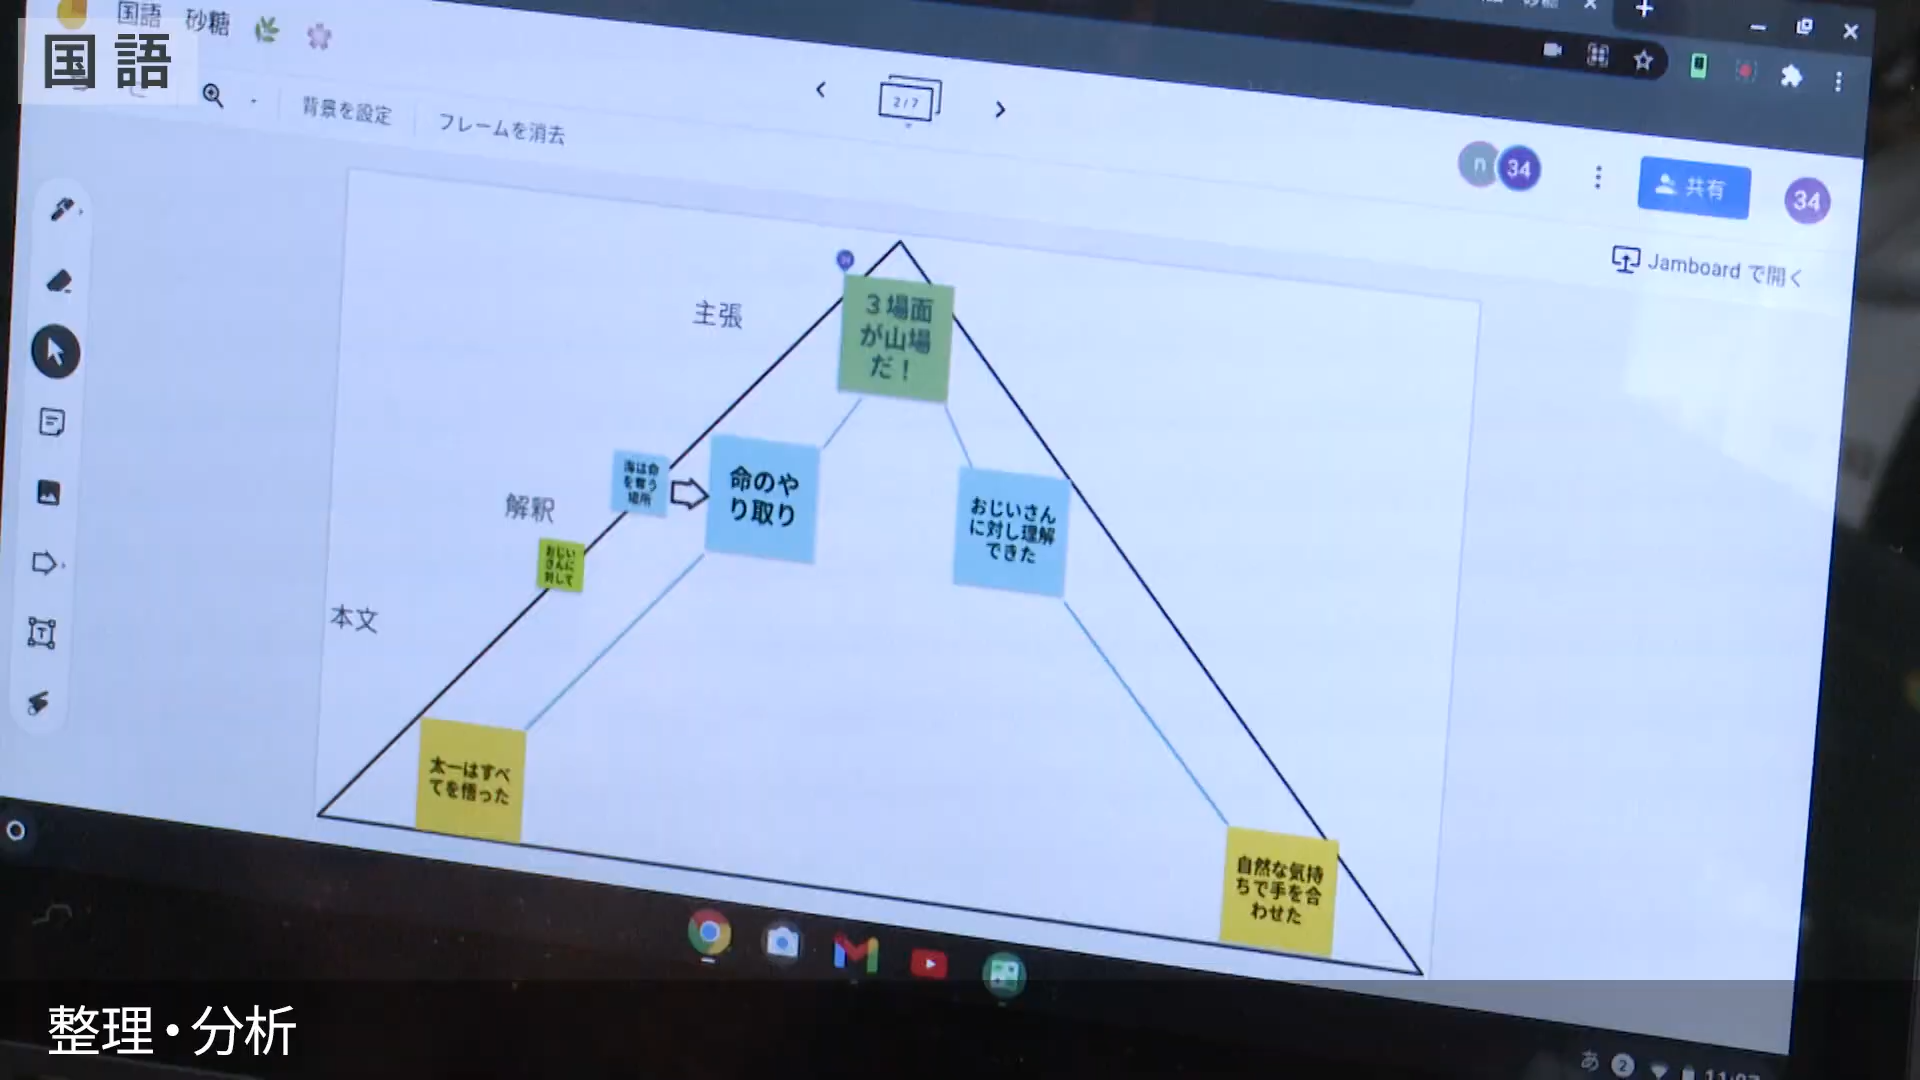 国語 砂糖
国語
背景を設定
フレームを消去
2/7
n
34
共有
34
Jamboard で開く
主張
3場面
が山場
だ！
海は命
を奪う
場所
命のや
り取り
おじいさん
に対し理解
できた
解釈
おじい
さんに
対して
本文
太一はすべ
てを悟った
自然な気持
ちで手を合
わせた
整理・分析
あ
2